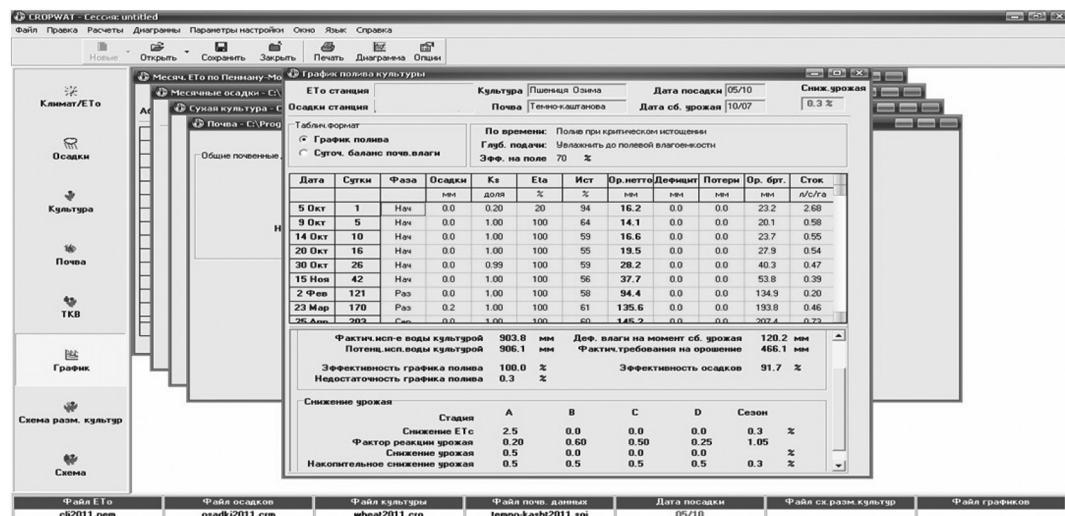 CROPWAT - Сессия: untitled
Файл Правка Расчеты Диаграммы Параметры настройки Окно Язык Справка
Новые Открыть Сохранить Закрыть Печать Диаграмма Опции
Климат/ETo
Осадки
Культура
Почва
ТКВ
График
Схема разм. культур
Схема
Месяч. ETo по Пенману-Мо
Месячные осадки - C:\
Сухая культура - C
Почва - C:\Prog
Общие почвенные
График полива культуры
ETo станция Культура Пшеница Озима Дата посадки 05/10 Сниж.урожая
Осадки станция Почва Темно-каштанова Дата сб. урожая 10/07 0.3 %
Таблич.формат
График полива
Суточ. баланс почв.влаги
По времени: Полив при критическом истощении
Глуб. подачи: Увлажнить до полевой влагоемкости
Эфф. на поле 70 %
Дата Сутки Фаза Осадки Ks Eta Ист Ор.нетто Дефицит Потери Ор. брт. Сток
мм доля % % мм мм мм мм л/с/га
5 Окт 1 Нач 0.0 0.20 20 94 16.2 0.0 0.0 23.2 2.68
9 Окт 5 Нач 0.0 1.00 100 64 14.1 0.0 0.0 20.1 0.58
14 Окт 10 Нач 0.0 1.00 100 59 16.6 0.0 0.0 23.7 0.55
20 Окт 16 Нач 0.0 1.00 100 55 19.5 0.0 0.0 27.9 0.54
30 Окт 26 Нач 0.0 0.99 100 59 28.2 0.0 0.0 40.3 0.47
15 Ноя 42 Нач 0.0 1.00 100 56 37.7 0.0 0.0 53.8 0.39
2 Фев 121 Раз 0.0 1.00 100 58 94.4 0.0 0.0 134.9 0.20
23 Мар 170 Раз 0.2 1.00 100 61 135.6 0.0 0.0 193.8 0.46
25 Апр 203 Сер 0.0 1.00 100 60 145.2 0.0 0.0 207.4 0.73
Фактич.исп-е воды культурой 903.8 мм Деф. влаги на момент сб. урожая 120.2 мм
Потенц.исп.воды культурой 906.1 мм Фактич.требования на орошение 466.1 мм
Эффективность графика полива 100.0 % Эффективность осадков 91.7 %
Недостаточность графика полива 0.3 %
Снижение урожая
Стадия A B C D Сезон
Снижение ETc 2.5 0.0 0.0 0.0 0.3 %
Фактор реакции урожая 0.20 0.60 0.50 0.25 1.05
Снижение урожая 0.5 0.0 0.0 0.0 %
Накопительное снижение урожая 0.5 0.5 0.5 0.5 0.3 %
Файл ETo Файл осадков Файл культуры Файл почв. данных Дата посадки Файл сх.разм.культур Файл графиков
cli2011.pem osadki2011.crm wheat2011.cro temno-kasht2011.soi 05/10